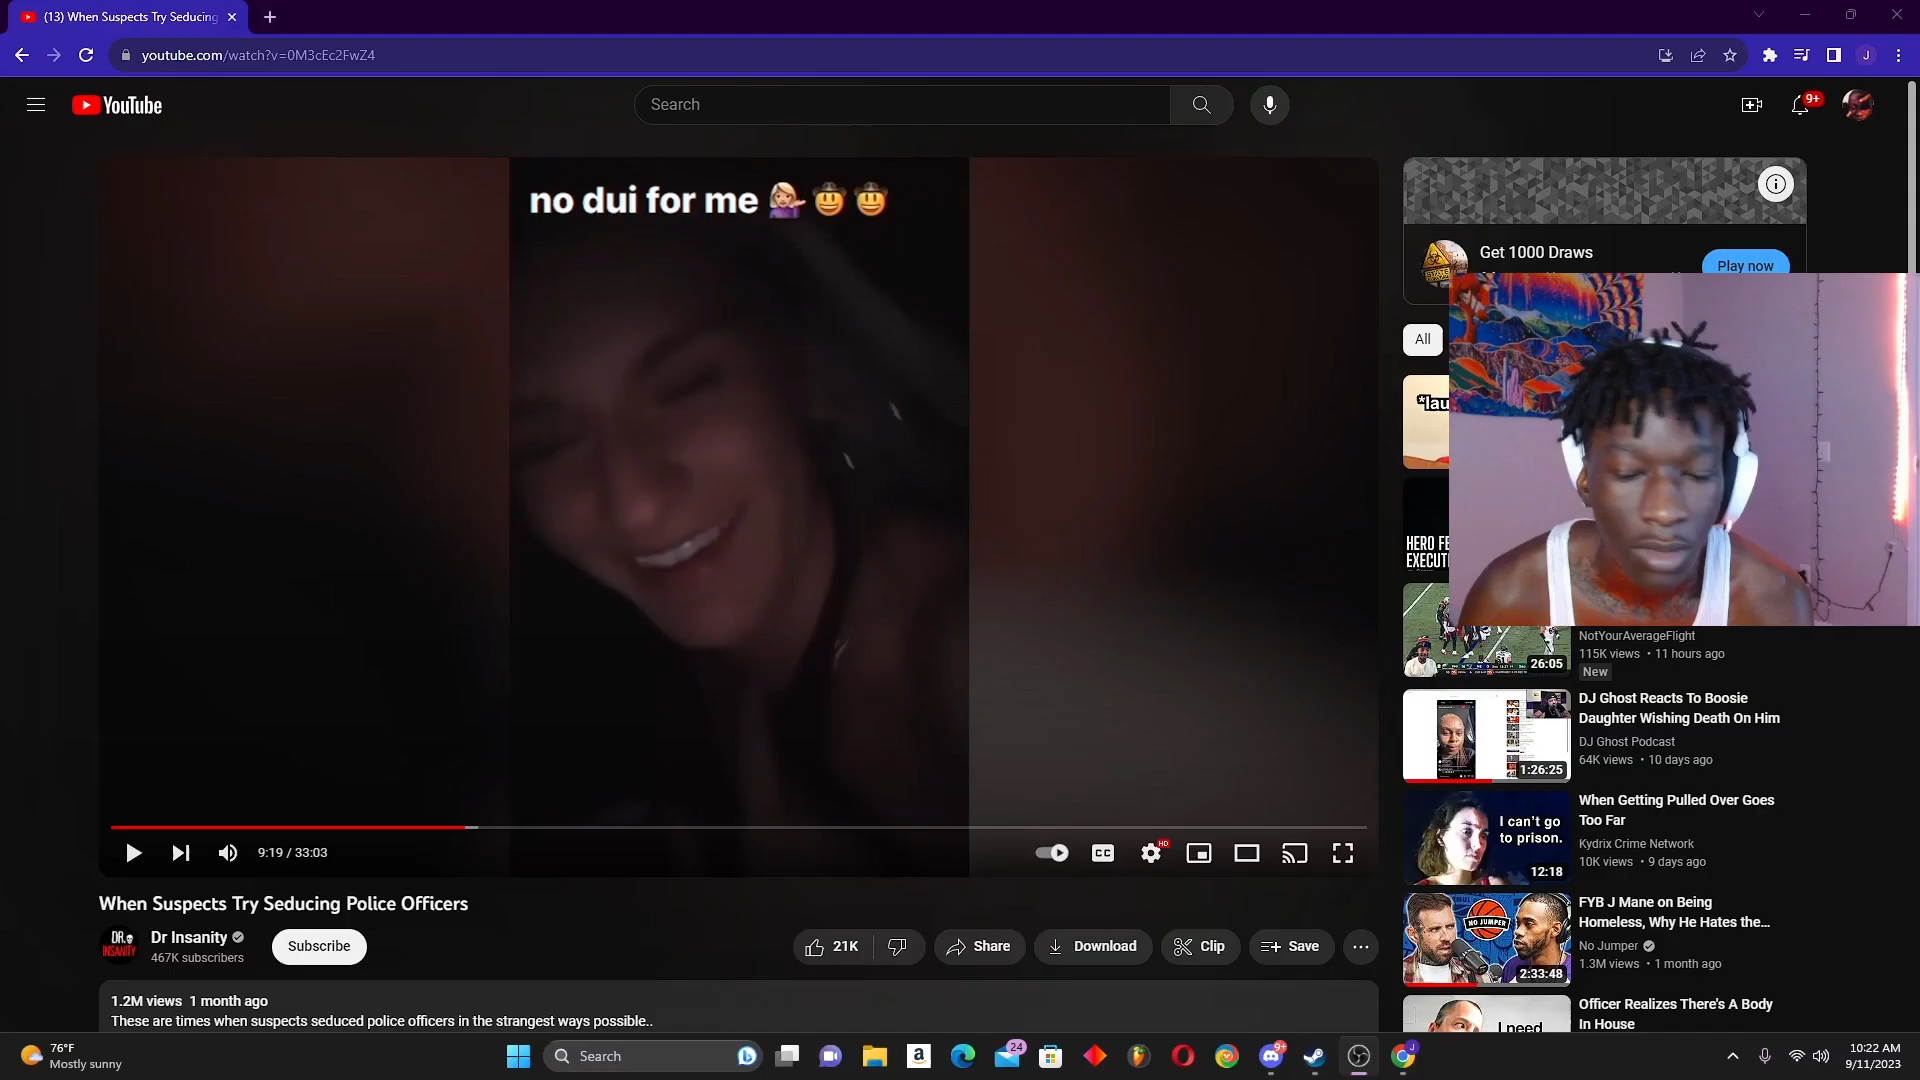 (13) When Suspects Try Seducing
youtube.com/watch?v=0M3cEc2FwZ4
J
YouTube
Search
9+
no dui for me 💁🏼‍♀️🤠🤠
Get 1000 Draws
Play now
All
*lau
HERO FE
EXECUT
26:05
NotYourAverageFlight
115K views • 11 hours ago
New
1:26:25
DJ Ghost Reacts To Boosie
Daughter Wishing Death On Him
DJ Ghost Podcast
64K views • 10 days ago
I can't go
to prison.
12:18
When Getting Pulled Over Goes
Too Far
Kydrix Crime Network
10K views • 9 days ago
NO JUMPER
2:33:48
FYB J Mane on Being
Homeless, Why He Hates the...
No Jumper
1.3M views • 1 month ago
I need
Officer Realizes There's A Body
In House
9:19 / 33:03
CC
HD
When Suspects Try Seducing Police Officers
DR.
INSANITY
Dr Insanity
467K subscribers
Subscribe
21K
Share
Download
Clip
Save
1.2M views 1 month ago
These are times when suspects seduced police officers in the strangest ways possible..
76°F
Mostly sunny
Search
a
24
9+
J
10:22 AM
9/11/2023